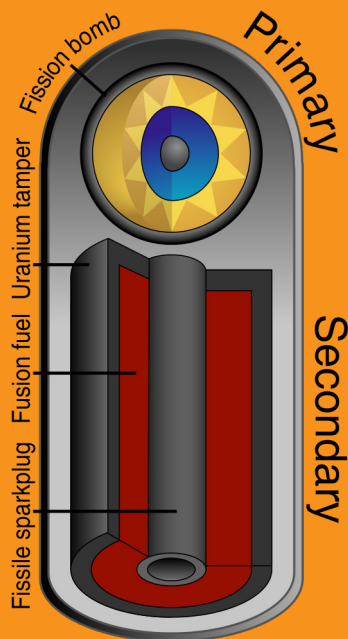 Fission bomb
Primary
Uranium tamper
Fusion fuel
Secondary
Fissile sparkplug